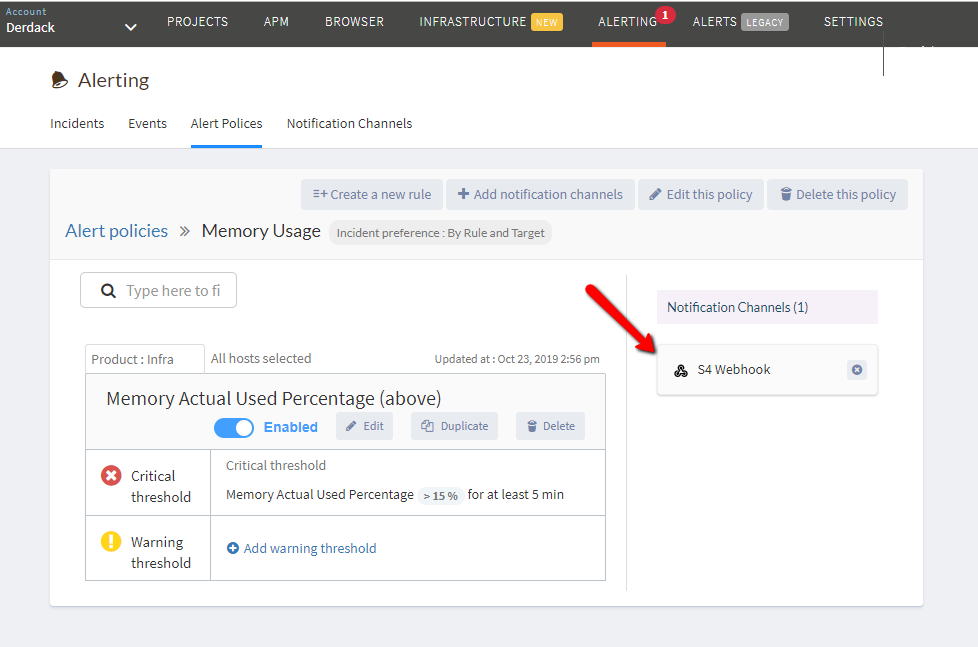 Account
Derdack
PROJECTS
APM
BROWSER
INFRASTRUCTURE NEW
ALERTING 1
ALERTS LEGACY
SETTINGS
Alerting
Incidents
Events
Alert Polices
Notification Channels
Create a new rule
Add notification channels
Edit this policy
Delete this policy
Alert policies » Memory Usage
Incident preference : By Rule and Target
Type here to fi
Product : Infra
All hosts selected
Updated at : Oct 23, 2019 2:56 pm
Memory Actual Used Percentage (above)
Enabled
Edit
Duplicate
Delete
Critical
threshold
Critical threshold
Memory Actual Used Percentage > 15 % for at least 5 min
Warning
threshold
Add warning threshold
Notification Channels (1)
S4 Webhook